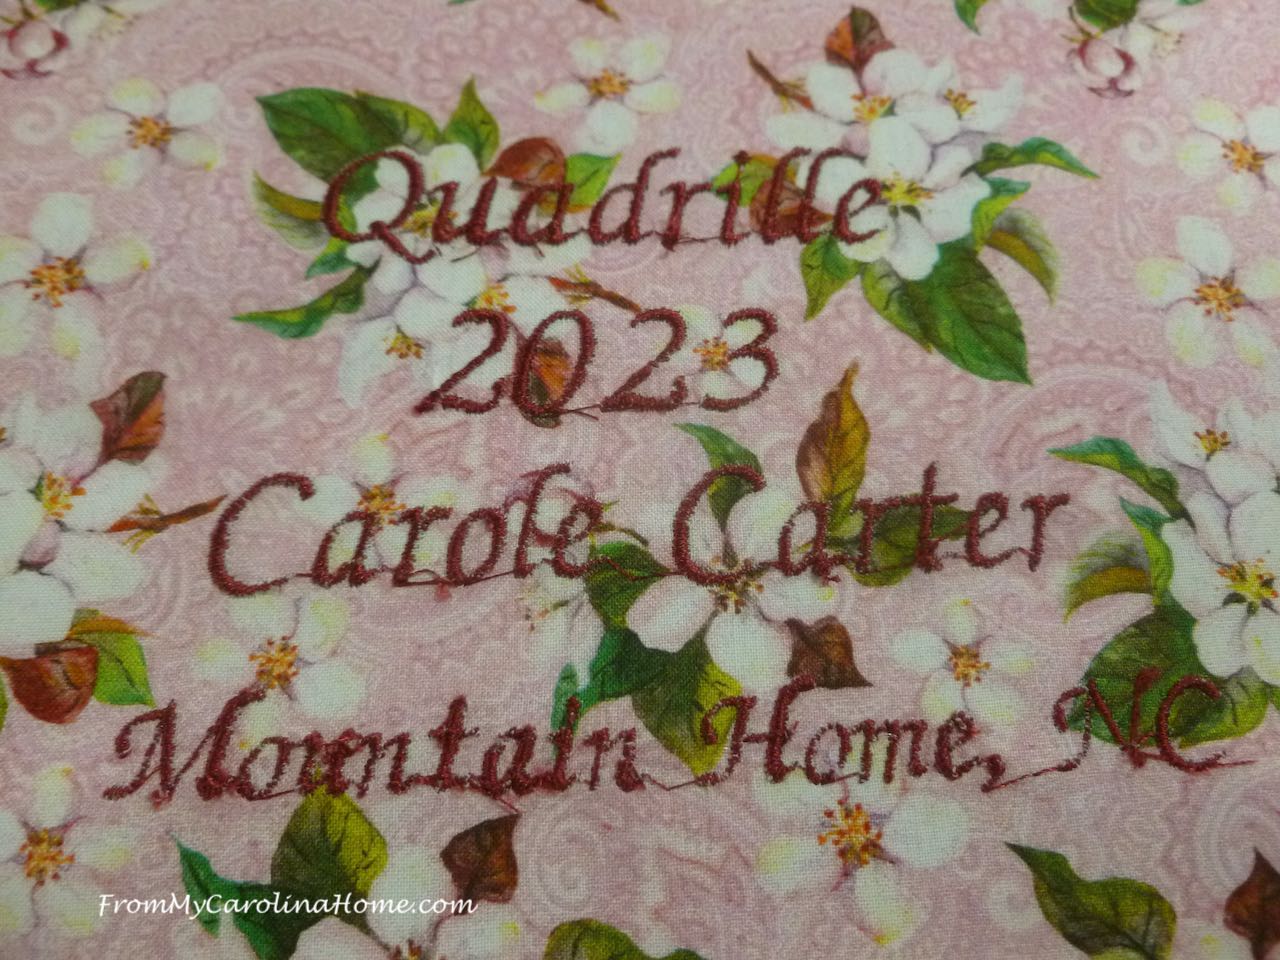 Quadrille
2023
Carole Carter
Mountain Home, NC
FromMyCarolinaHome.com